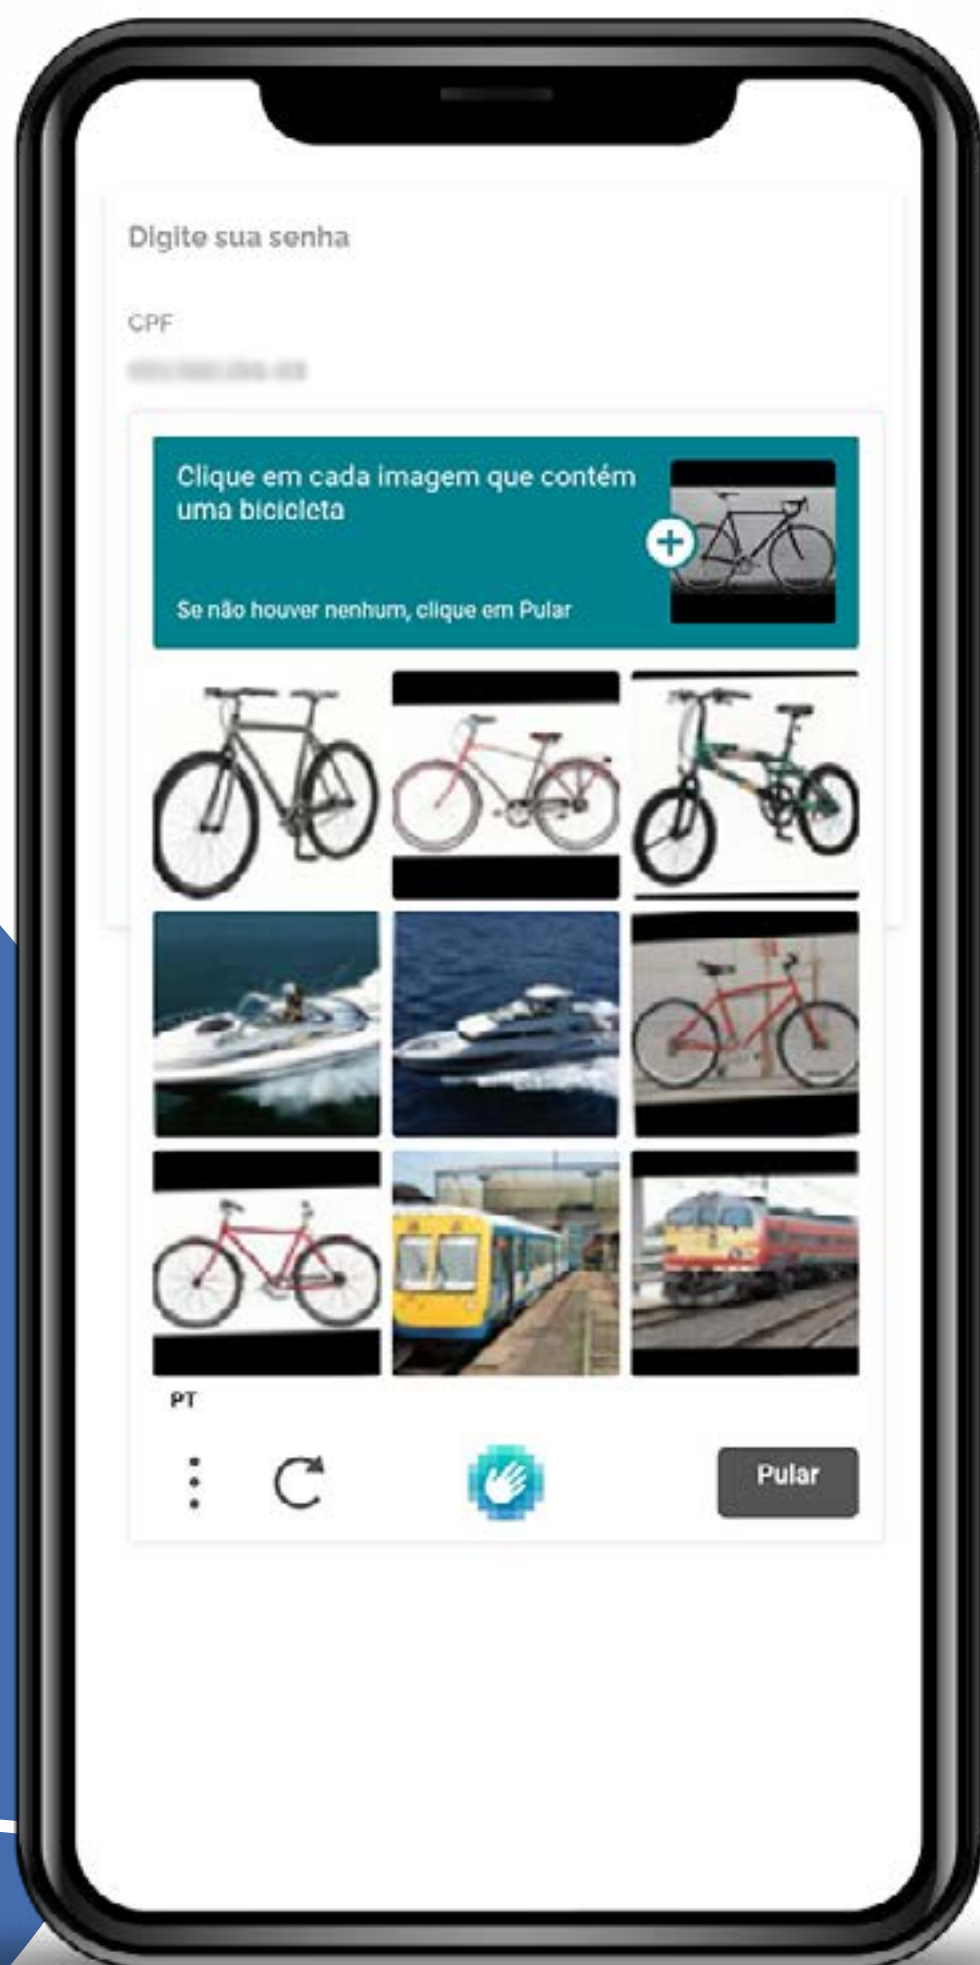 Digite sua senha
CPF
Clique em cada imagem que contém
uma bicicleta
Se não houver nenhum, clique em Pular
PT
Pular